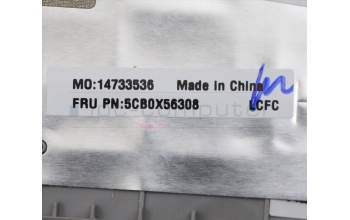 MO:14733536 Made in China
FRU PN:5CB0X56308 LCFC